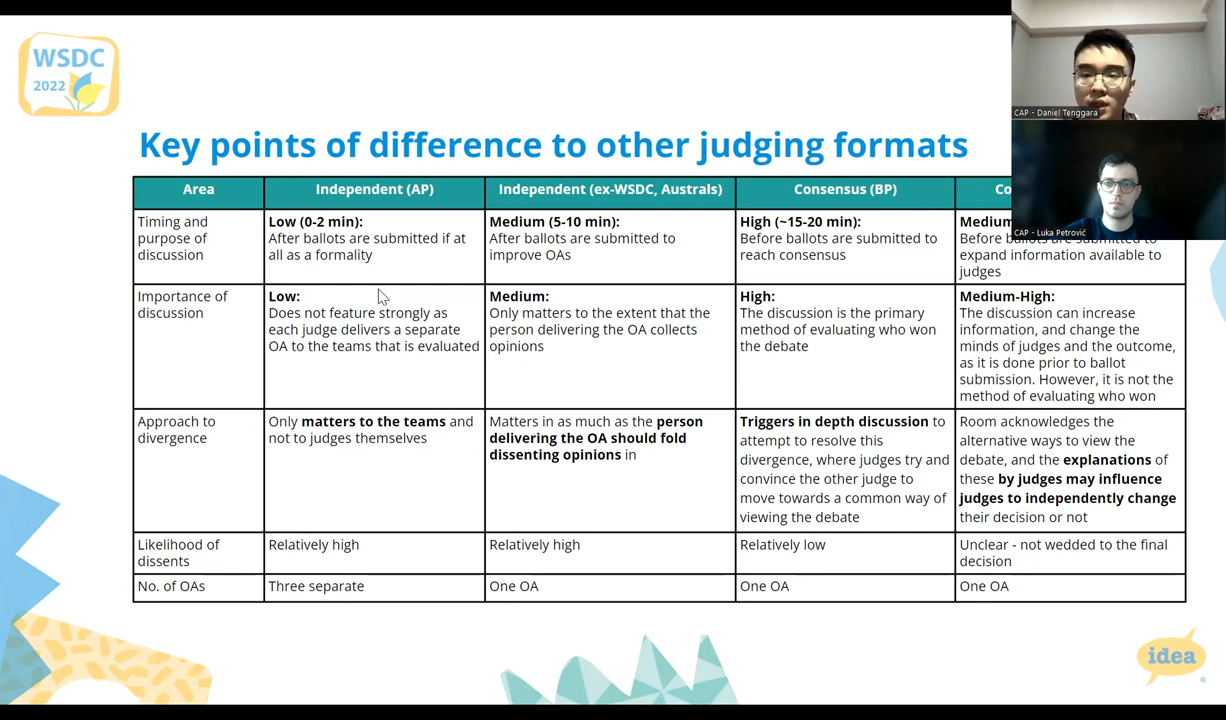 WSDC
2022
CAP - Daniel Tenggara
CAP - Luka Petrović
Key points of difference to other judging formats
Area
Independent (AP)
Independent (ex-WSDC, Australs)
Consensus (BP)
Timing and
purpose of
discussion
Low (0-2 min):
After ballots are submitted if at
all as a formality
Medium (5-10 min):
After ballots are submitted to
improve OAs
High (~15-20 min):
Before ballots are submitted to
reach consensus
Medium
Before ballots are submitted to
expand information available to
judges
Importance of
discussion
Low:
Does not feature strongly as
each judge delivers a separate
OA to the teams that is evaluated
Medium:
Only matters to the extent that the
person delivering the OA collects
opinions
High:
The discussion is the primary
method of evaluating who won
the debate
Medium-High:
The discussion can increase
information, and change the
minds of judges and the outcome,
as it is done prior to ballot
submission. However, it is not the
method of evaluating who won
Approach to
divergence
Only matters to the teams and
not to judges themselves
Matters in as much as the person
delivering the OA should fold
dissenting opinions in
Triggers in depth discussion to
attempt to resolve this
divergence, where judges try and
convince the other judge to
move towards a common way of
viewing the debate
Room acknowledges the
alternative ways to view the
debate, and the explanations of
these by judges may influence
judges to independently change
their decision or not
Likelihood of
dissents
Relatively high
Relatively high
Relatively low
Unclear - not wedded to the final
decision
No. of OAs
Three separate
One OA
One OA
One OA
idea